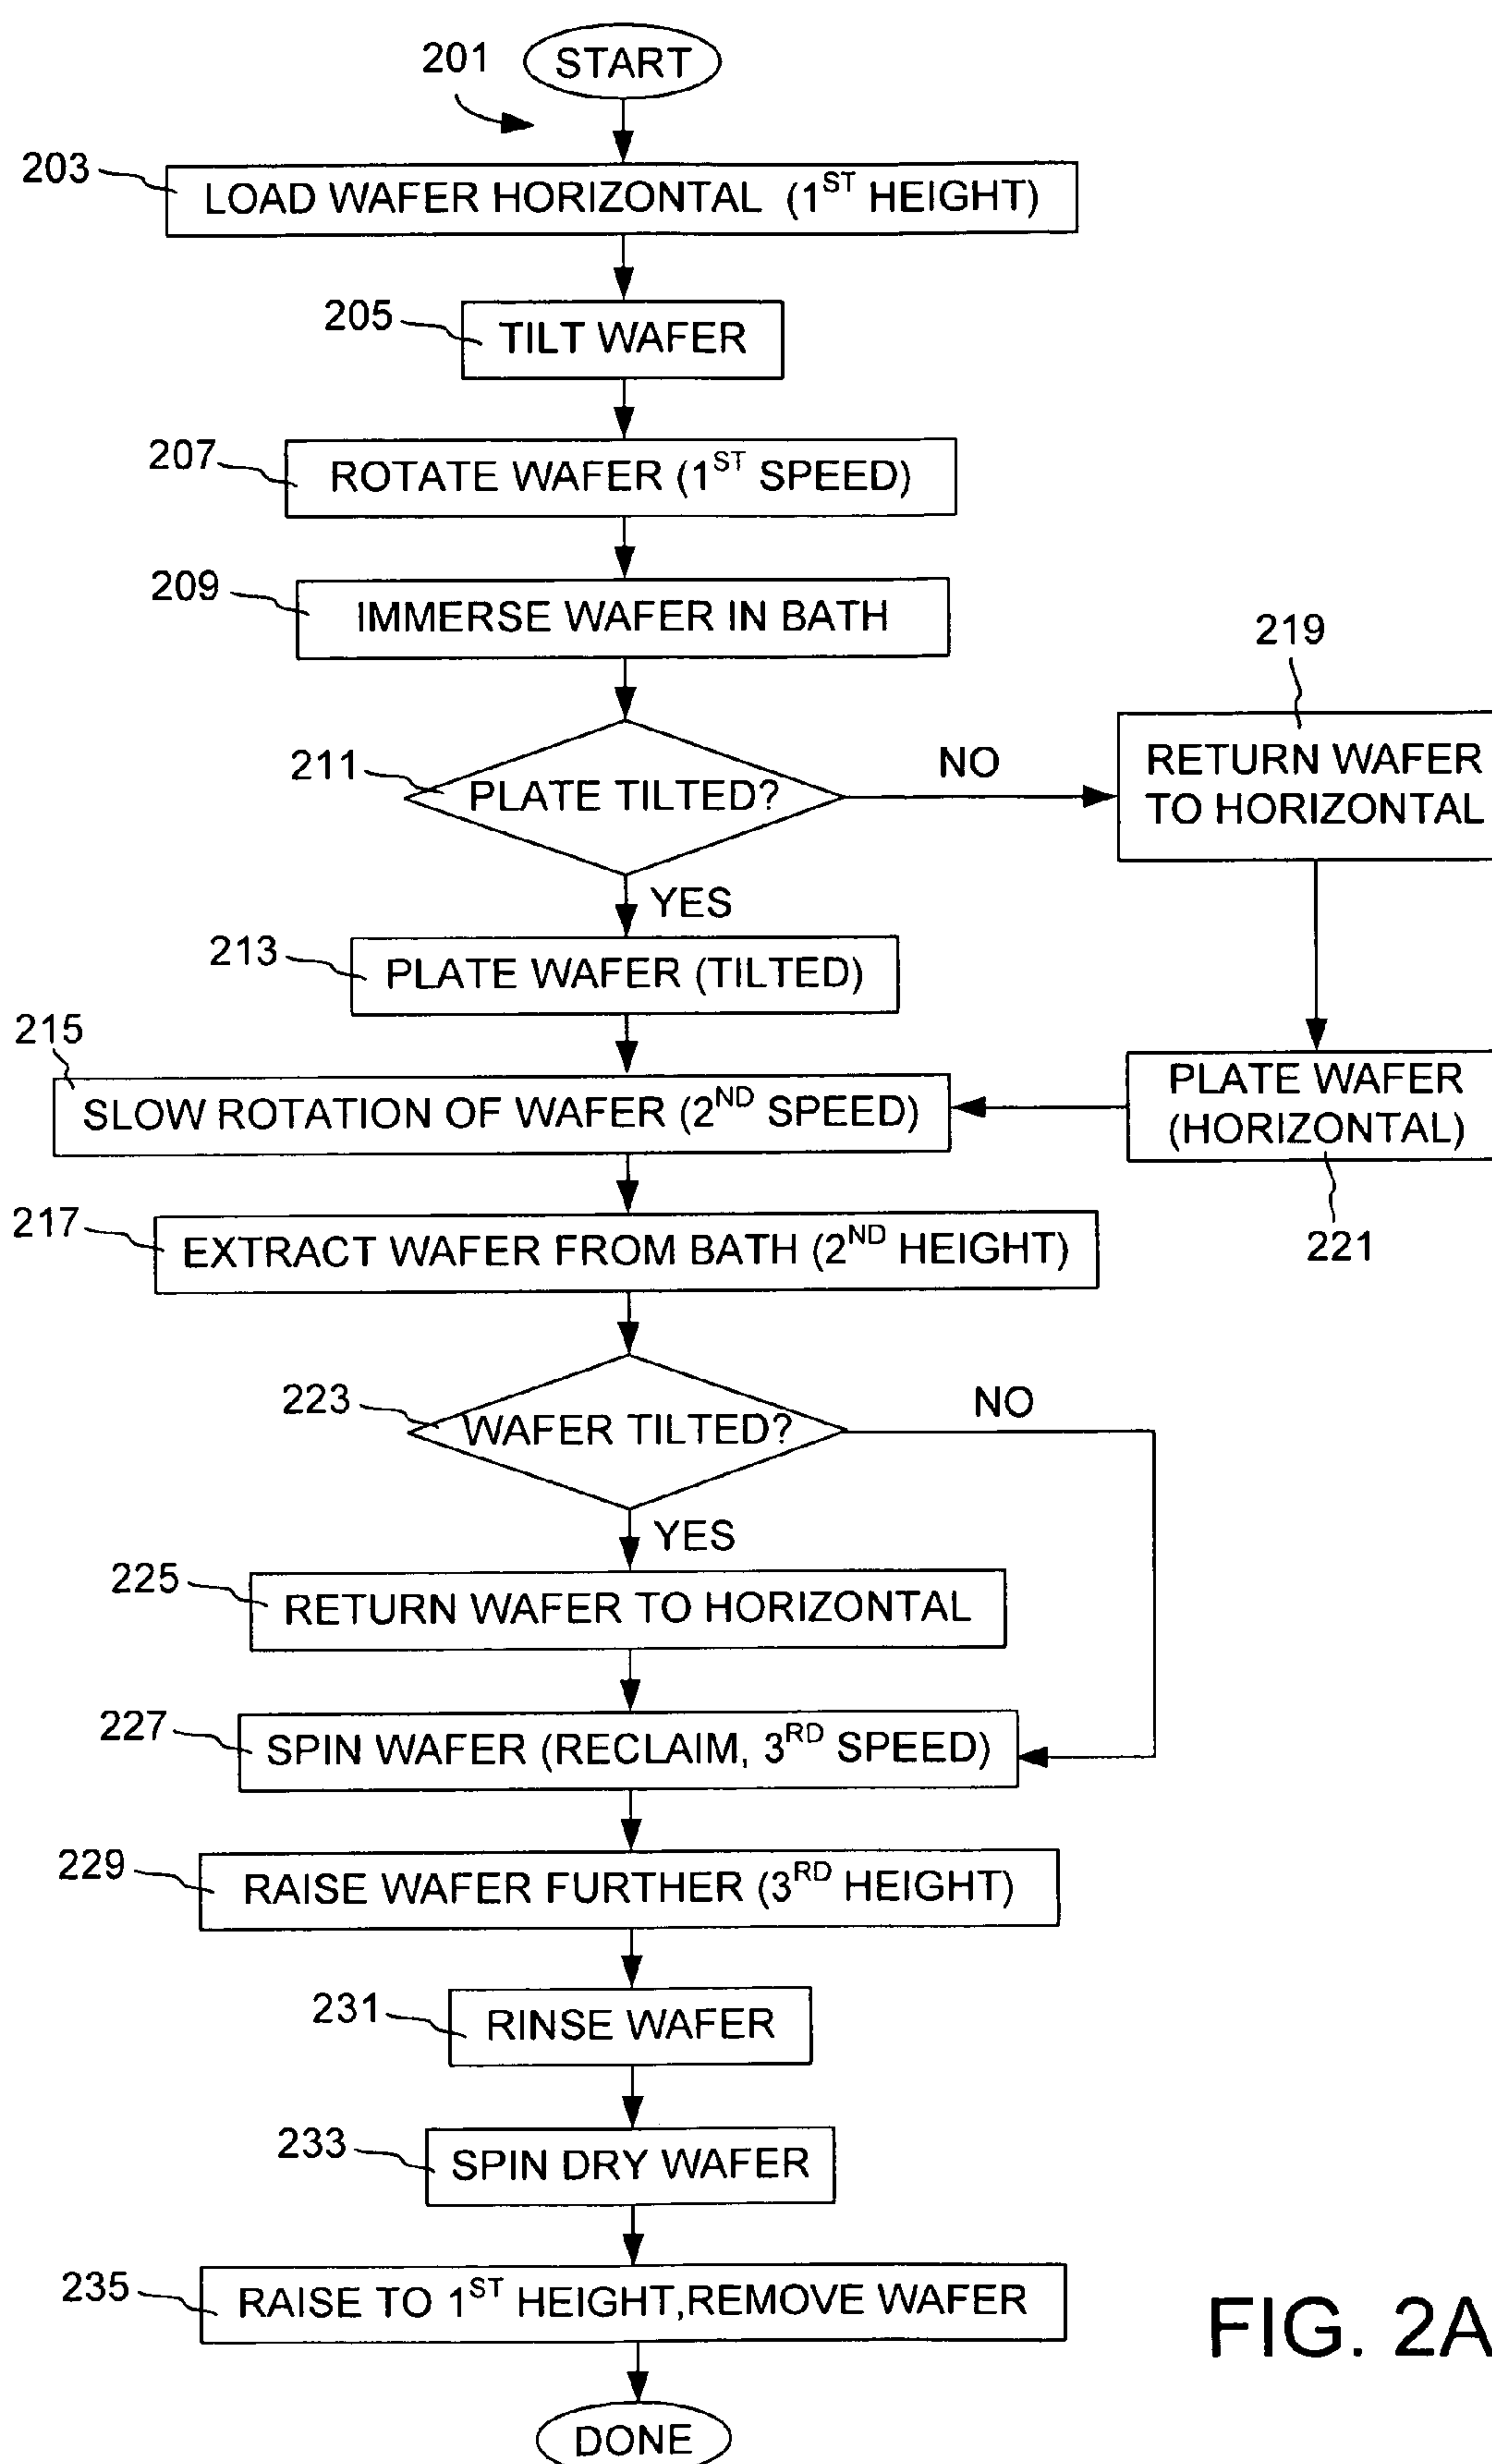 START
201
203
LOAD WAFER HORIZONTAL (1ST HEIGHT)
205
TILT WAFER
207
ROTATE WAFER (1ST SPEED)
209
IMMERSE WAFER IN BATH
219
211
PLATE TILTED?
NO
RETURN WAFER
TO HORIZONTAL
YES
213
PLATE WAFER (TILTED)
215
SLOW ROTATION OF WAFER (2ND SPEED)
PLATE WAFER
(HORIZONTAL)
221
217
EXTRACT WAFER FROM BATH (2ND HEIGHT)
223
WAFER TILTED?
NO
YES
225
RETURN WAFER TO HORIZONTAL
227
SPIN WAFER (RECLAIM, 3RD SPEED)
229
RAISE WAFER FURTHER (3RD HEIGHT)
231
RINSE WAFER
233
SPIN DRY WAFER
235
RAISE TO 1ST HEIGHT,REMOVE WAFER
DONE
FIG. 2A